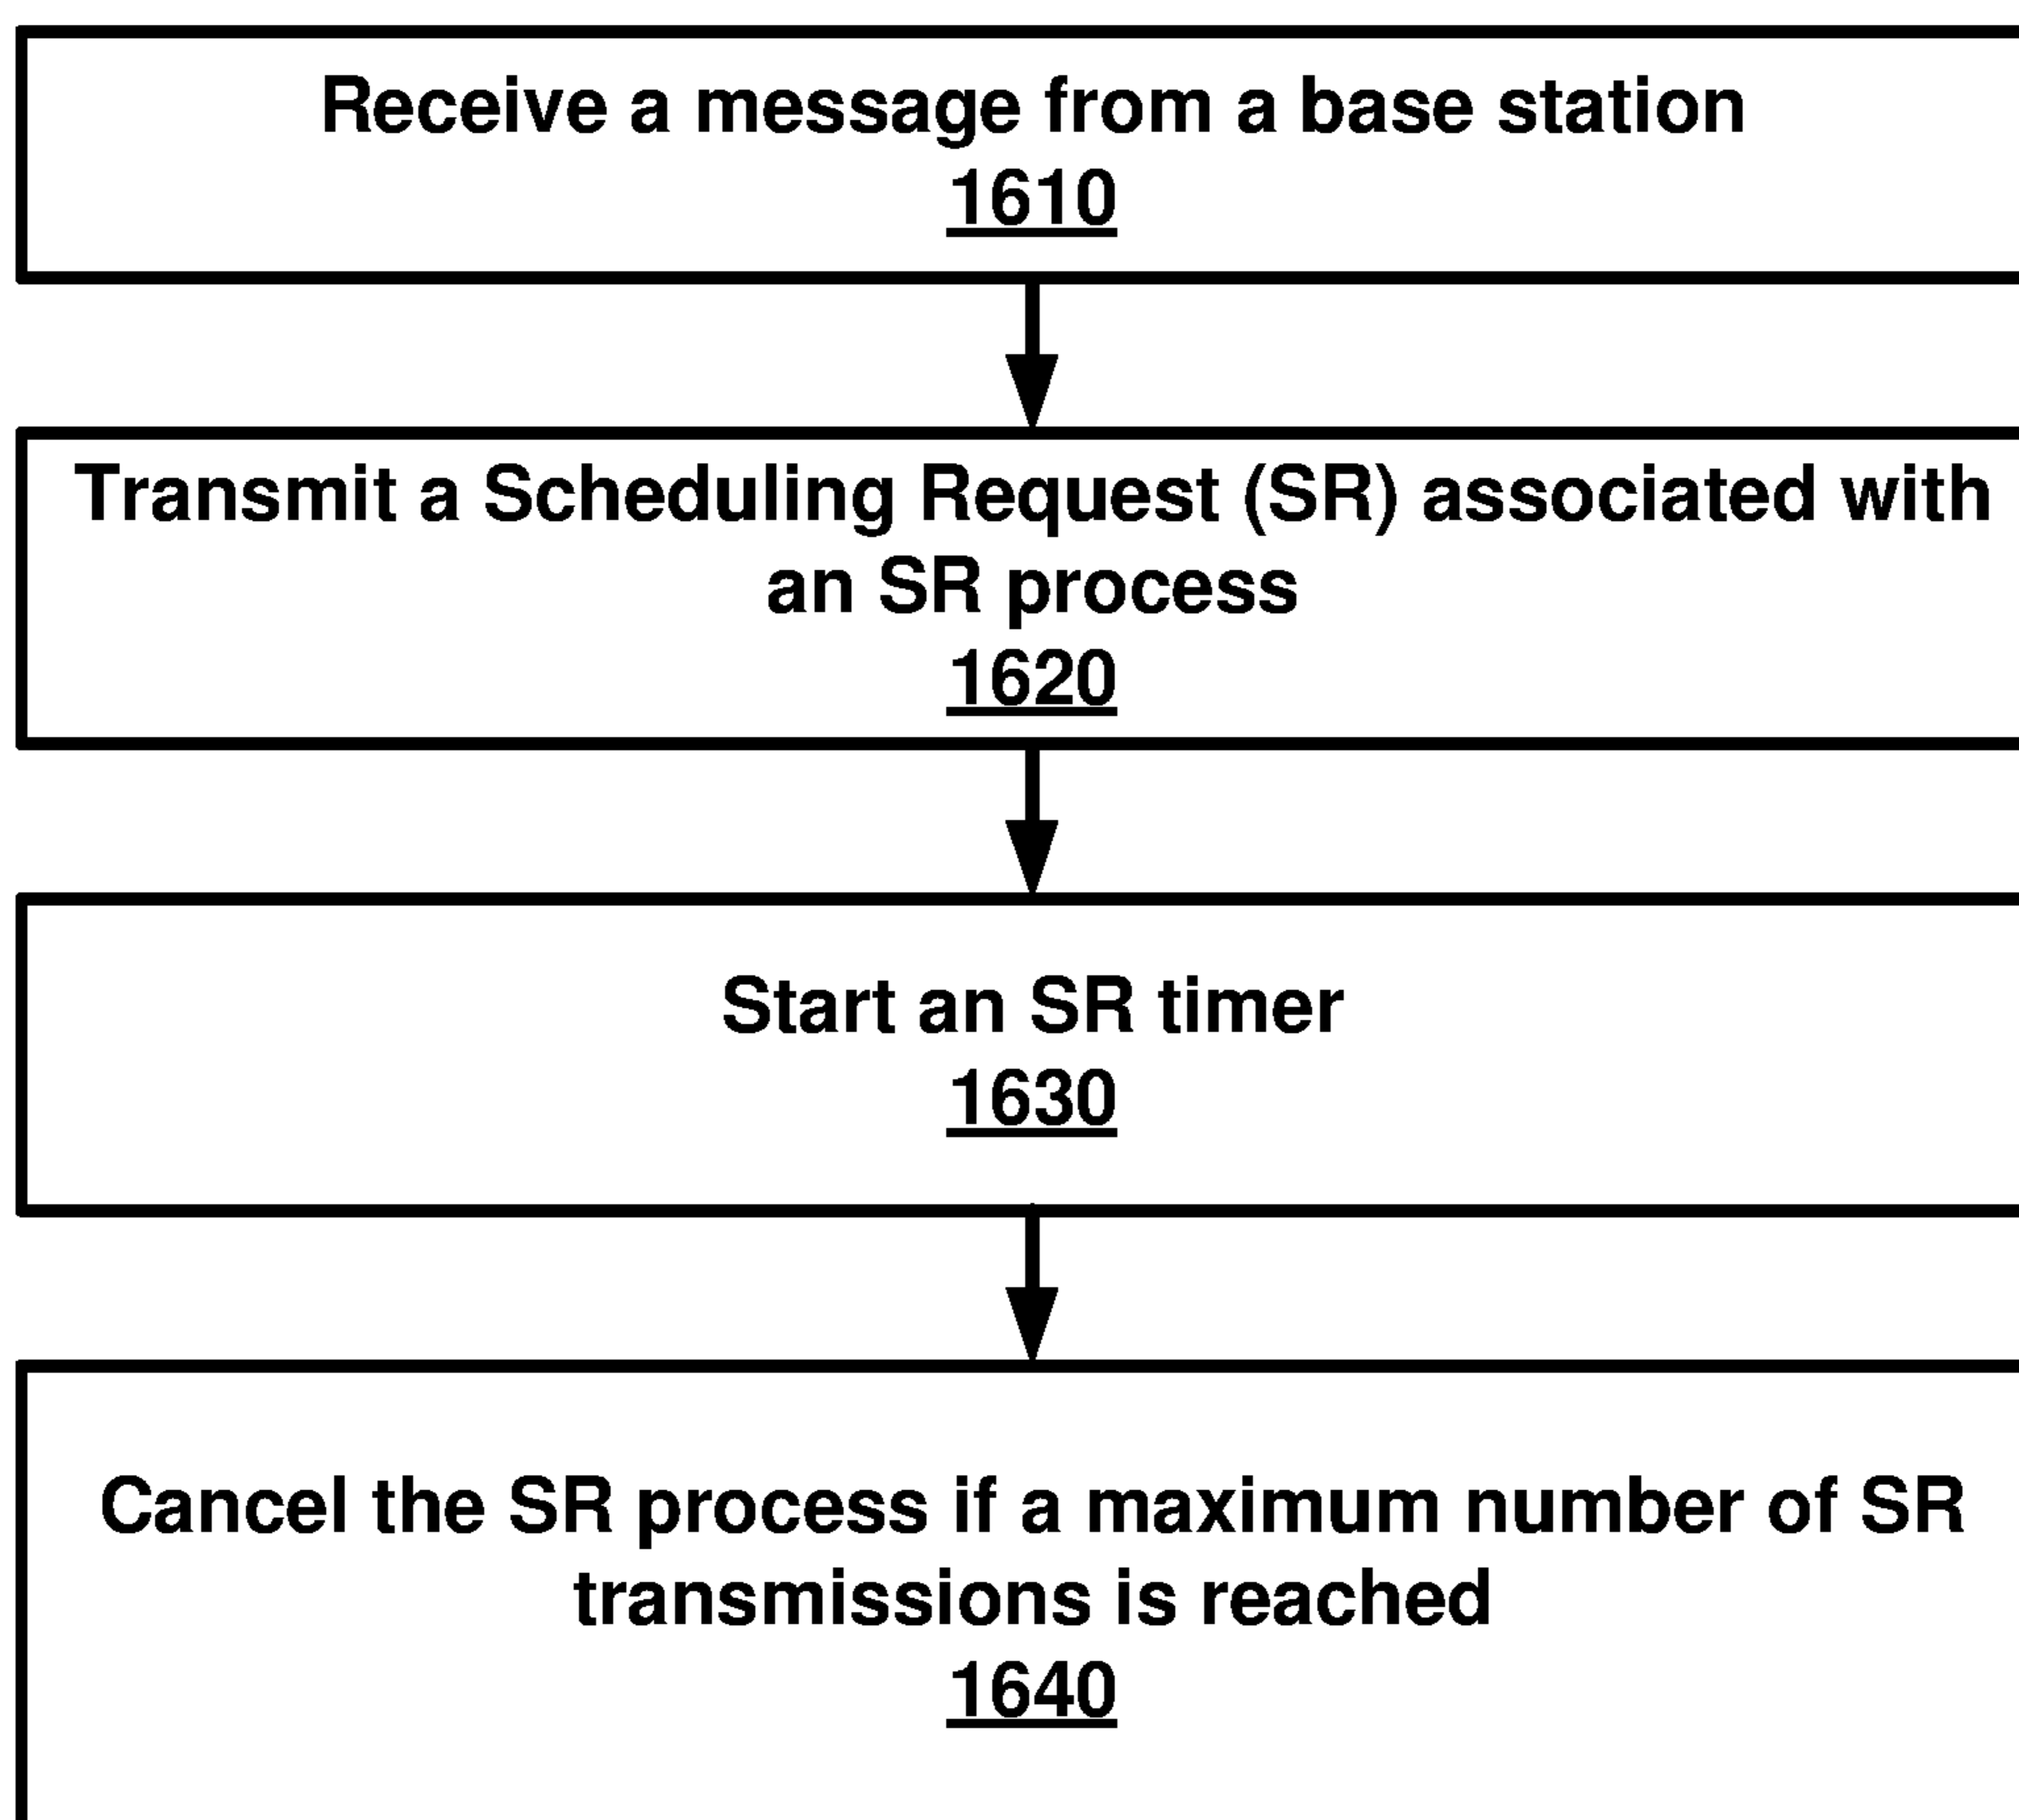 Receive a message from a base station
1610
Transmit a Scheduling Request (SR) associated with
an SR process
1620
Start an SR timer
1630
Cancel the SR process if a maximum number of SR
transmissions is reached
1640